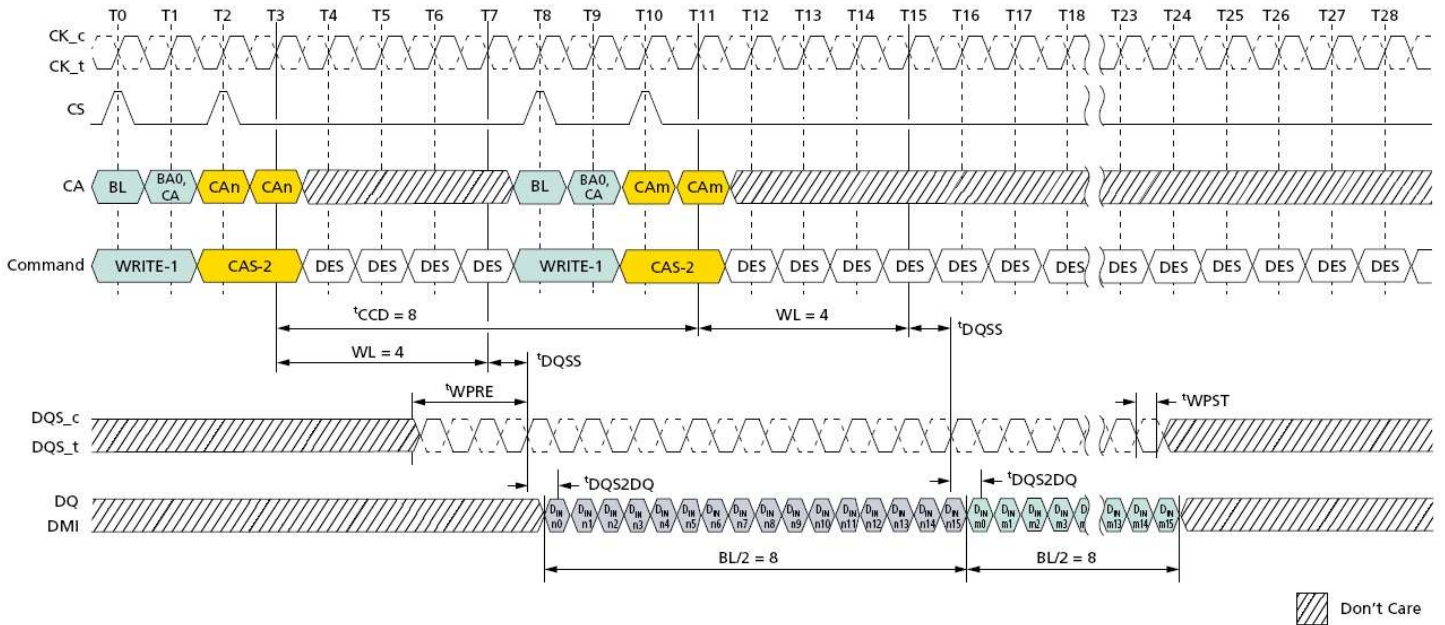 T0 T1 T2 T3 T4 T5 T6 T7 T8 T9 T10 T11 T12 T13 T14 T15 T16 T17 T18 T23 T24 T25 T26 T27 T28
CK_c
CK_t
CS
CA BL BA0, CA CAn CAn BL BA0, CA CAm CAm
Command WRITE-1 CAS-2 DES DES DES DES WRITE-1 CAS-2 DES DES DES DES DES DES DES DES DES DES DES DES DES
tCCD = 8 WL = 4 tDQSS
WL = 4 tDQSS
tWPRE tWPST
DQS_c
DQS_t
tDQS2DQ tDQS2DQ
DQ
DMI
DIN n0 DIN n1 DIN n2 DIN n3 DIN n4 DIN n5 DIN n6 DIN n7 DIN n8 DIN n9 DIN n10 DIN n11 DIN n12 DIN n13 DIN n14 DIN n15 DIN m0 DIN m1 DIN m2 DIN m3 DIN m13 DIN m14 DIN m15
BL/2 = 8 BL/2 = 8
Don't Care